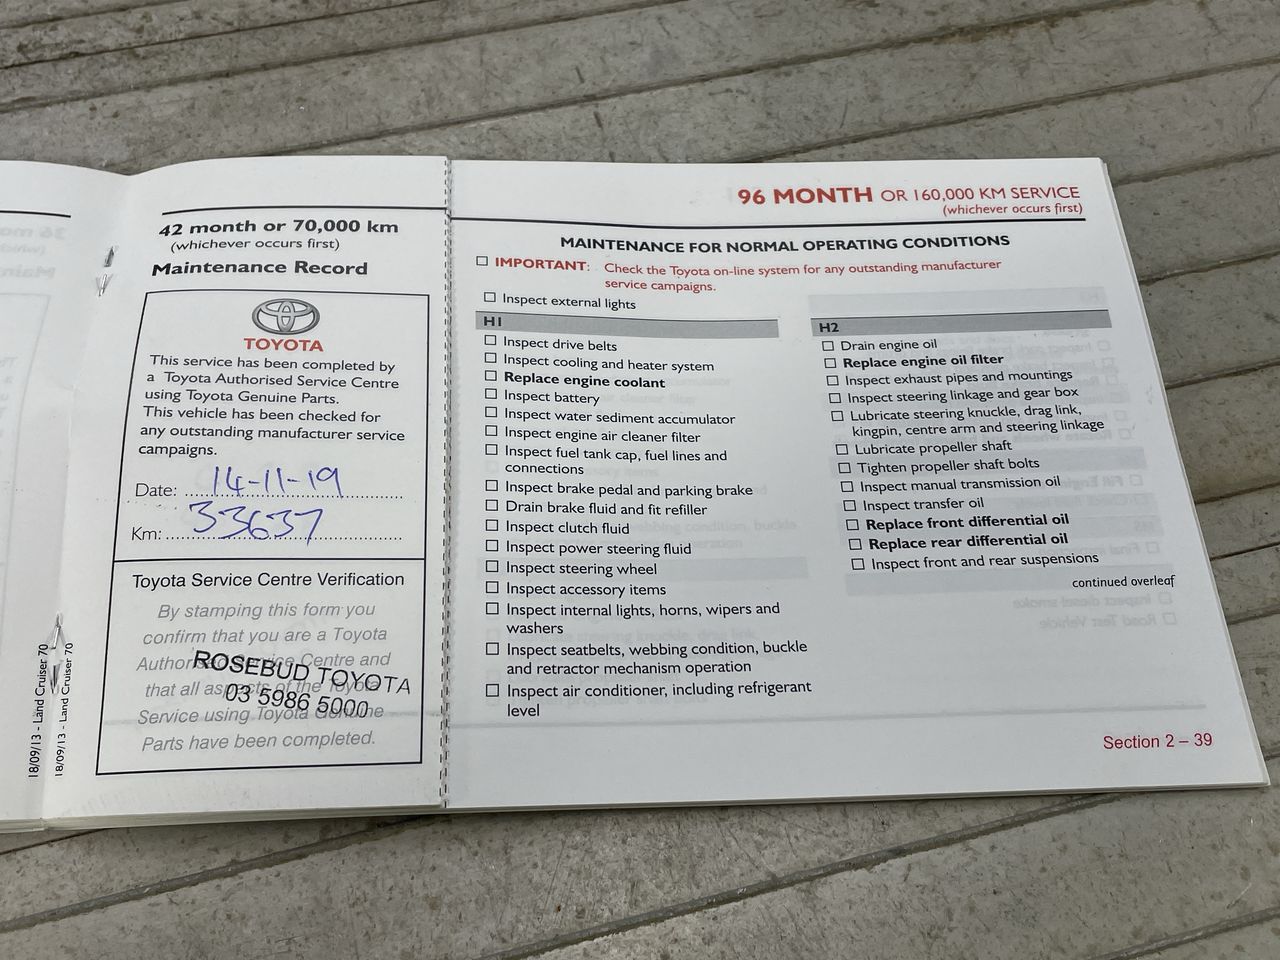 42 month or 70,000 km
(whichever occurs first)
Maintenance Record
TOYOTA
This service has been completed by
a Toyota Authorised Service Centre
using Toyota Genuine Parts.
This vehicle has been checked for
any outstanding manufacturer service
campaigns.
Date: 14-11-19
Km: 33637
Toyota Service Centre Verification
By stamping this form you
confirm that you are a Toyota
Authorised Service Centre and
that all aspects of the Toyota
Service using Toyota Genuine
Parts have been completed.
ROSEBUD TOYOTA
03 5986 5000
18/09/13 - Land Cruiser 70
18/09/13 - Land Cruiser 70
96 MONTH OR 160,000 KM SERVICE
(whichever occurs first)
MAINTENANCE FOR NORMAL OPERATING CONDITIONS
IMPORTANT: Check the Toyota on-line system for any outstanding manufacturer
service campaigns.
Inspect external lights
H1
Inspect drive belts
Inspect cooling and heater system
Replace engine coolant
Inspect battery
Inspect water sediment accumulator
Inspect engine air cleaner filter
Inspect fuel tank cap, fuel lines and
connections
Inspect brake pedal and parking brake
Drain brake fluid and fit refiller
Inspect clutch fluid
Inspect power steering fluid
Inspect steering wheel
Inspect accessory items
Inspect internal lights, horns, wipers and
washers
Inspect seatbelts, webbing condition, buckle
and retractor mechanism operation
Inspect air conditioner, including refrigerant
level
H2
Drain engine oil
Replace engine oil filter
Inspect exhaust pipes and mountings
Inspect steering linkage and gear box
Lubricate steering knuckle, drag link,
kingpin, centre arm and steering linkage
Lubricate propeller shaft
Tighten propeller shaft bolts
Inspect manual transmission oil
Inspect transfer oil
Replace front differential oil
Replace rear differential oil
Inspect front and rear suspensions
continued overleaf
Section 2 – 39